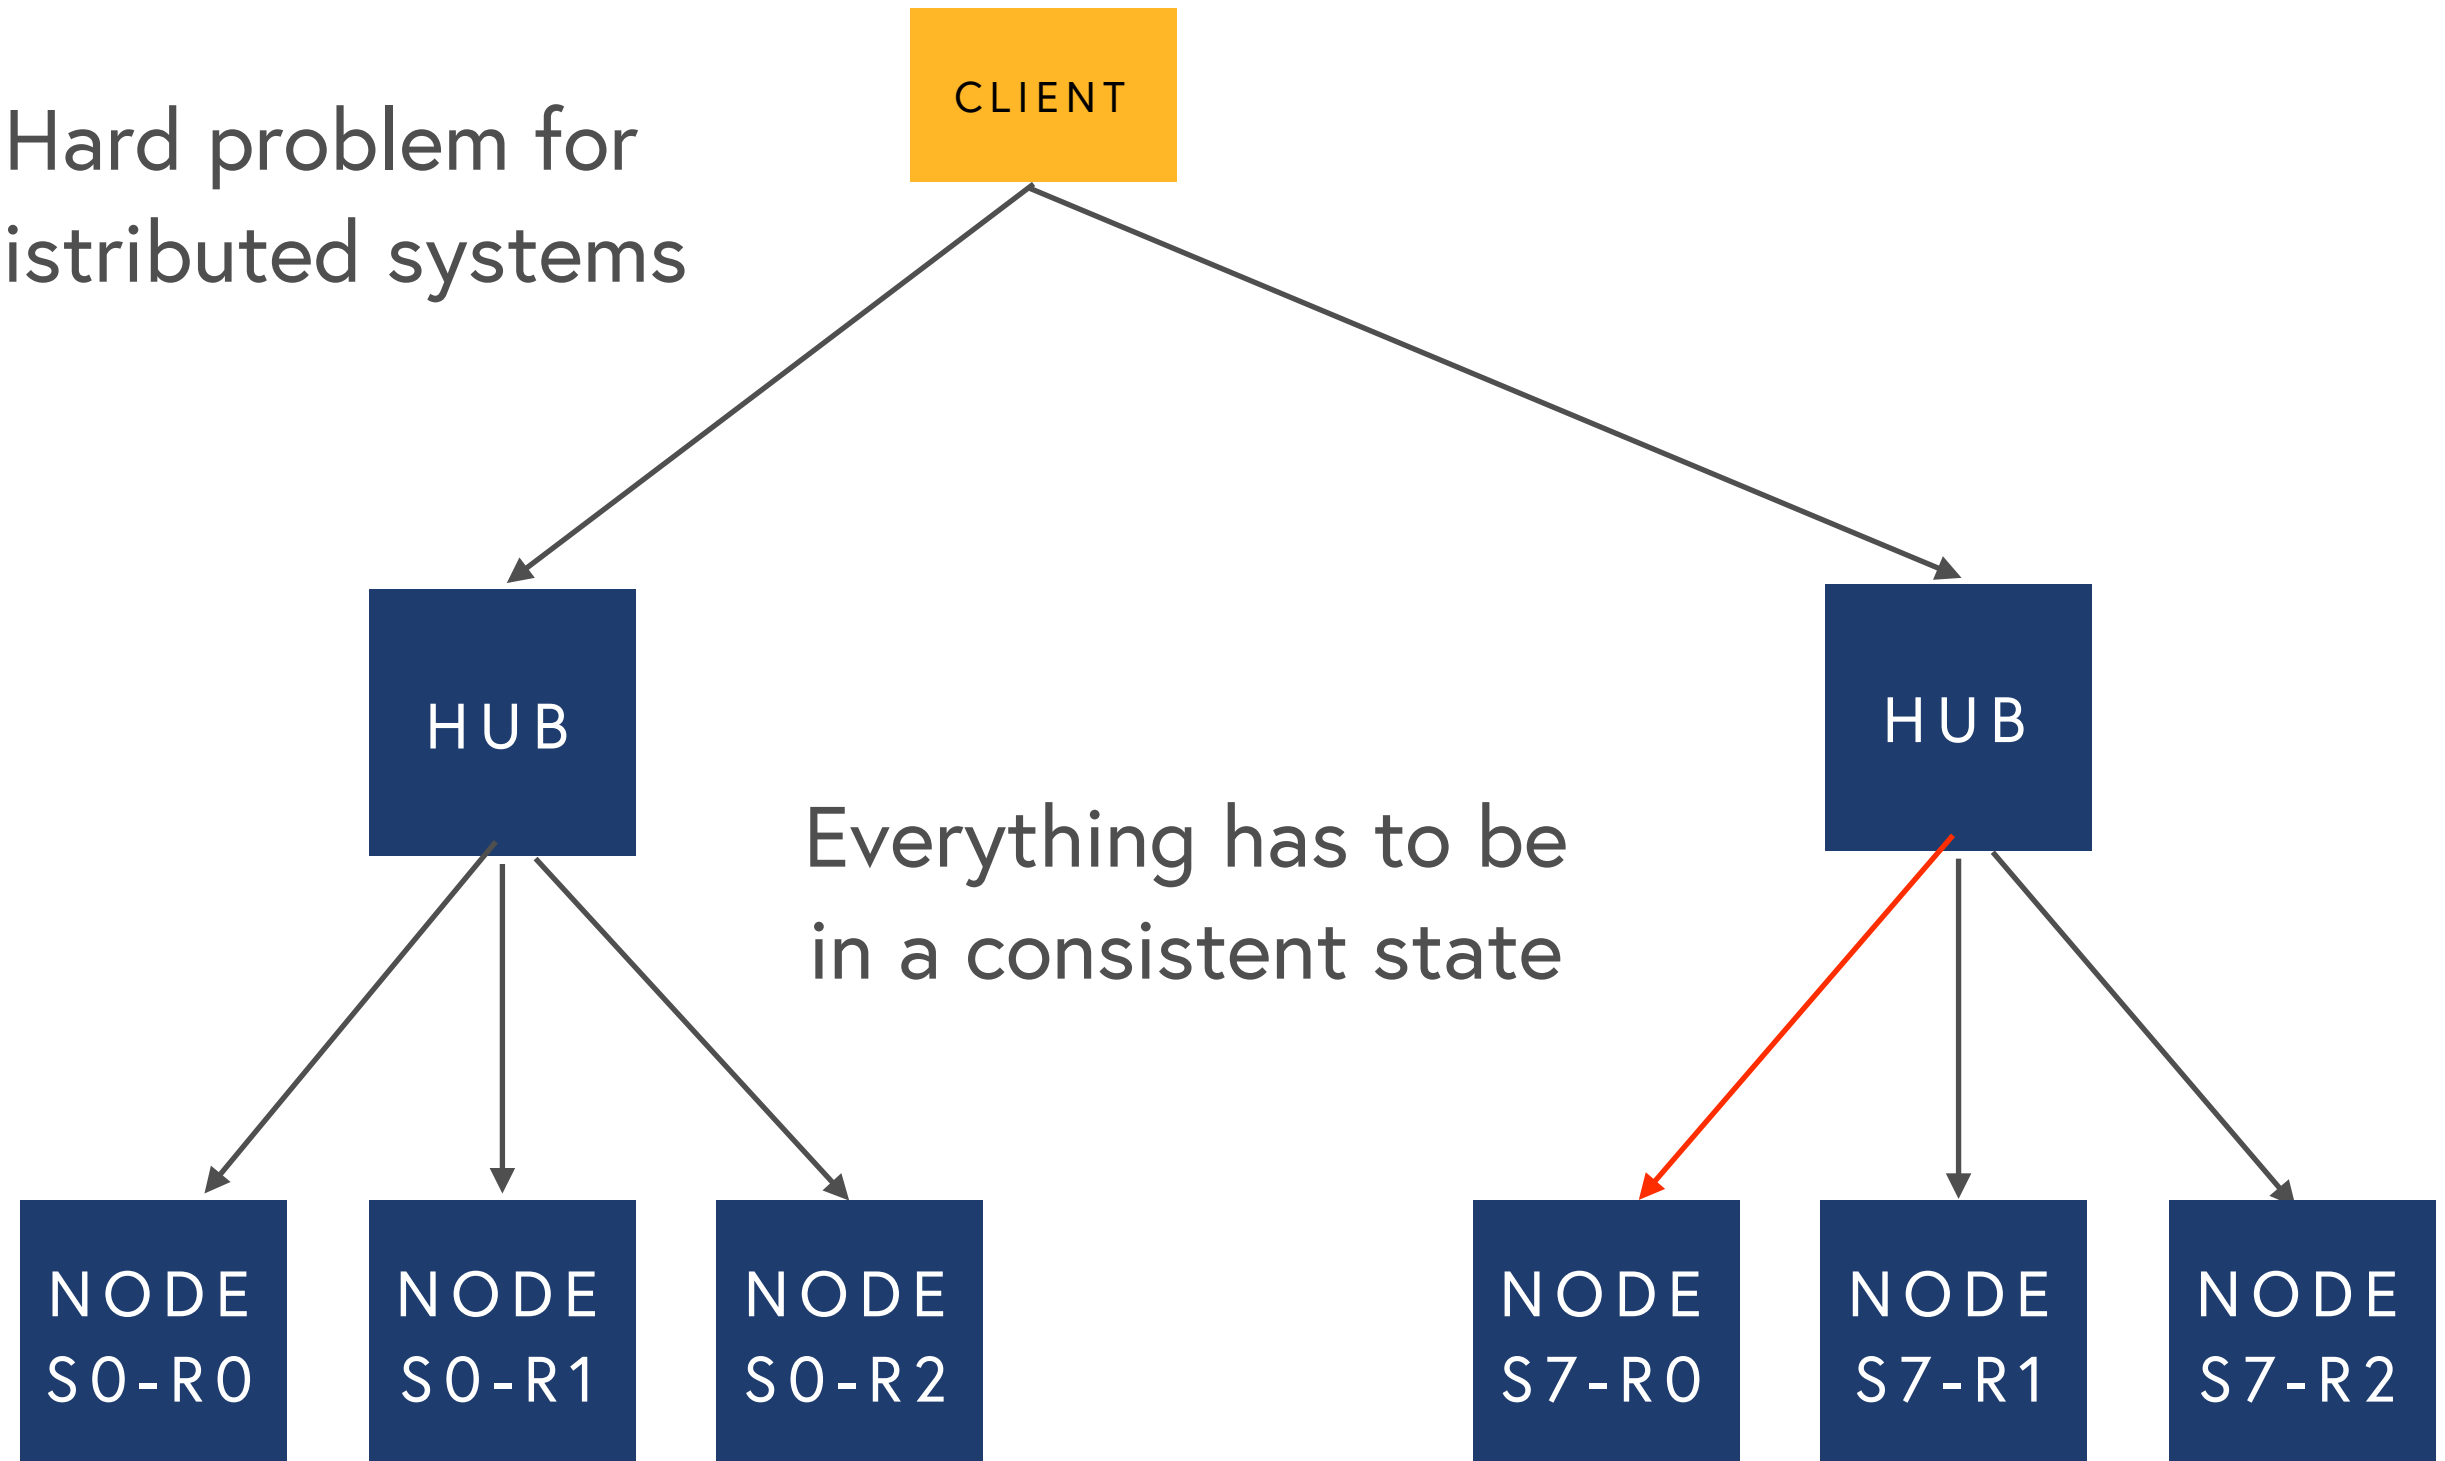 CLIENT
Hard problem for
istributed systems
HUB
HUB
Everything has to be
in a consistent state
NODE
S0-R0
NODE
S0-R1
NODE
S0-R2
NODE
S7-R0
NODE
S7-R1
NODE
S7-R2